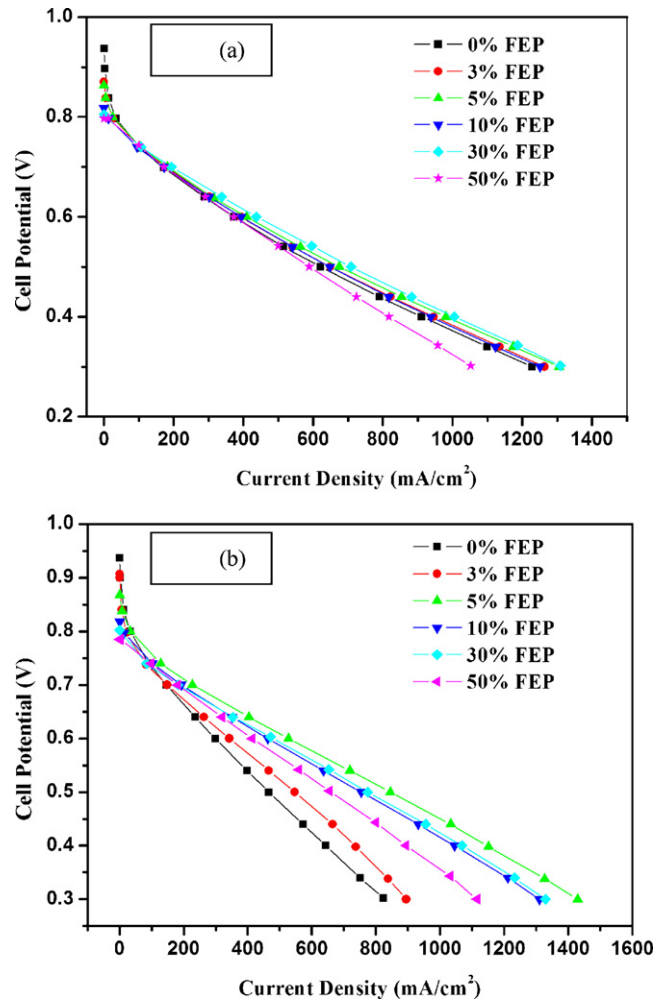 (a)
0% FEP
3% FEP
5% FEP
10% FEP
30% FEP
50% FEP
1.0
0.8
0.6
0.4
0.2
Cell Potential (V)
0 200 400 600 800 1000 1200 1400
Current Density (mA/cm²)
(b)
0% FEP
3% FEP
5% FEP
10% FEP
30% FEP
50% FEP
1.0
0.9
0.8
0.7
0.6
0.5
0.4
0.3
Cell Potential (V)
0 200 400 600 800 1000 1200 1400 1600
Current Density (mA/cm²)